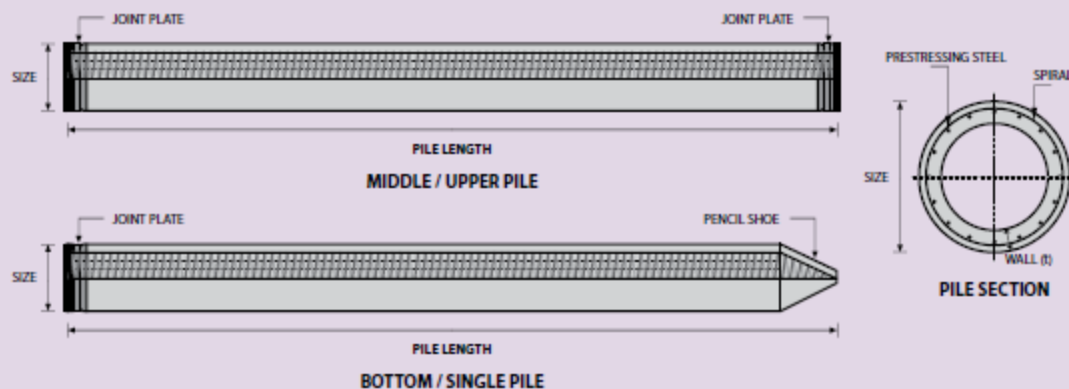 JOINT PLATE
JOINT PLATE
SIZE
PILE LENGTH
MIDDLE / UPPER PILE
JOINT PLATE
PENCIL SHOE
SIZE
PILE LENGTH
BOTTOM / SINGLE PILE
PRESTRESSING STEEL
SPIRAL
SIZE
WALL (t)
PILE SECTION